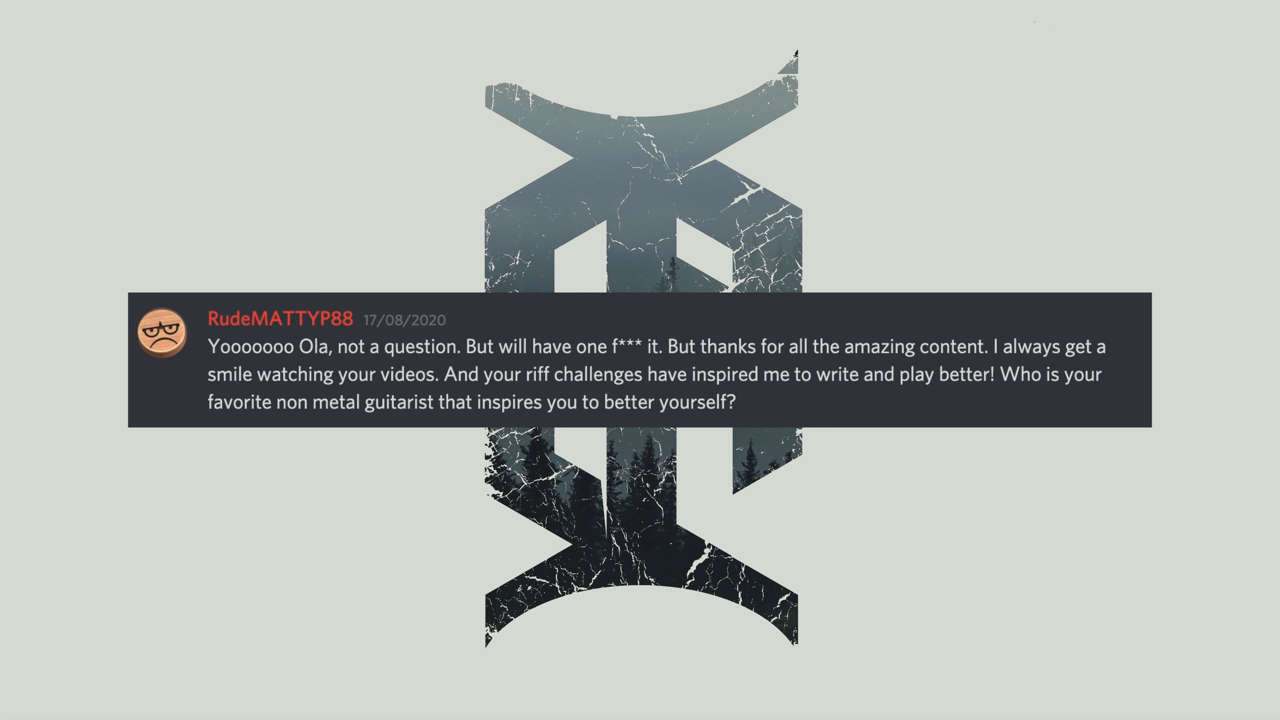 RudeMATTYP88 17/08/2020
Yooooooo Ola, not a question. But will have one f*** it. But thanks for all the amazing content. I always get a
smile watching your videos. And your riff challenges have inspired me to write and play better! Who is your
favorite non metal guitarist that inspires you to better yourself?